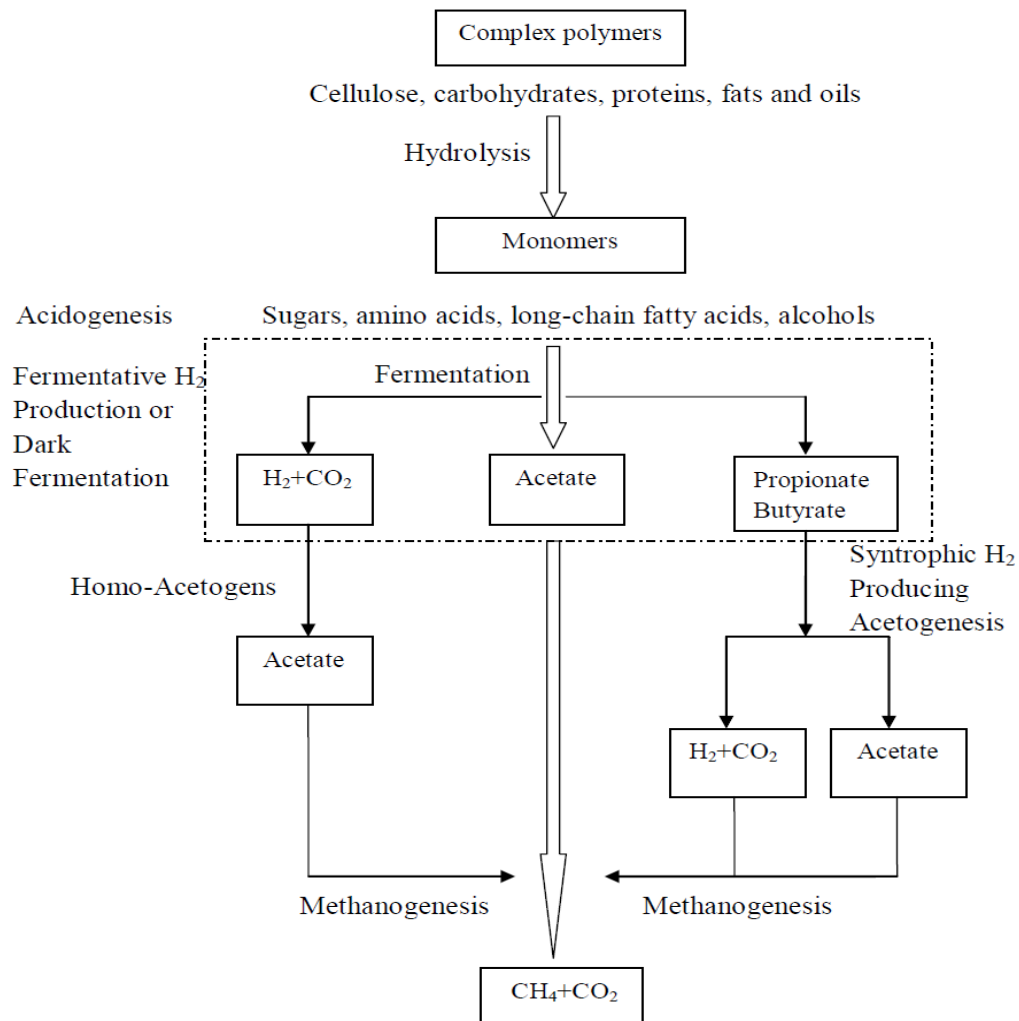 Complex polymers
Cellulose, carbohydrates, proteins, fats and oils
Hydrolysis
Monomers
Acidogenesis
Sugars, amino acids, long-chain fatty acids, alcohols
Fermentative H₂
Production or
Dark
Fermentation
Fermentation
H₂+CO₂
Acetate
Propionate
Butyrate
Homo-Acetogens
Syntrophic H₂
Producing
Acetogenesis
Acetate
H₂+CO₂
Acetate
Methanogenesis
Methanogenesis
CH₄+CO₂